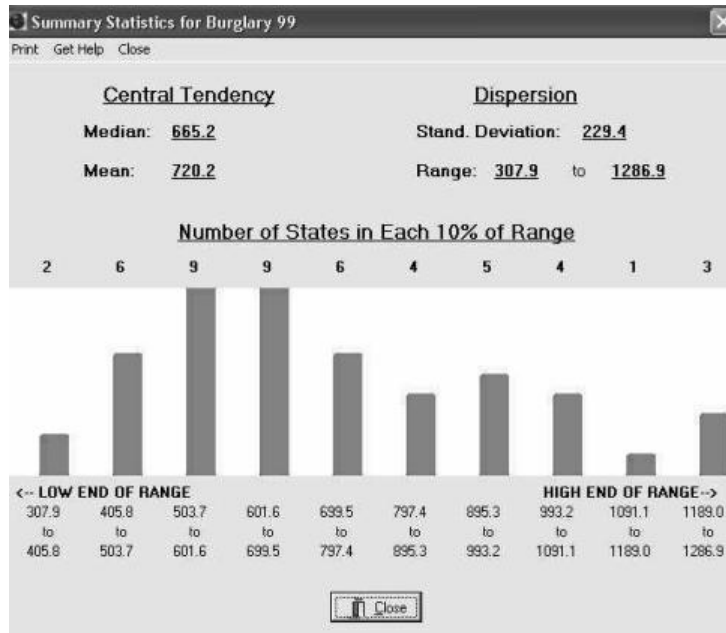 Summary Statistics for Burglary 99
Print Get Help Close
Central Tendency Dispersion
Median: 665.2 Stand. Deviation: 229.4
Mean: 720.2 Range: 307.9 to 1286.9
Number of States in Each 10% of Range
2 6 9 9 6 4 5 4 1 3
<-- LOW END OF RANGE HIGH END OF RANGE-->
307.9 405.8 503.7 601.6 699.5 797.4 895.3 993.2 1091.1 1189.0
to to to to to to to to to to
405.8 503.7 601.6 699.5 797.4 895.3 993.2 1091.1 1189.0 1286.9
Close